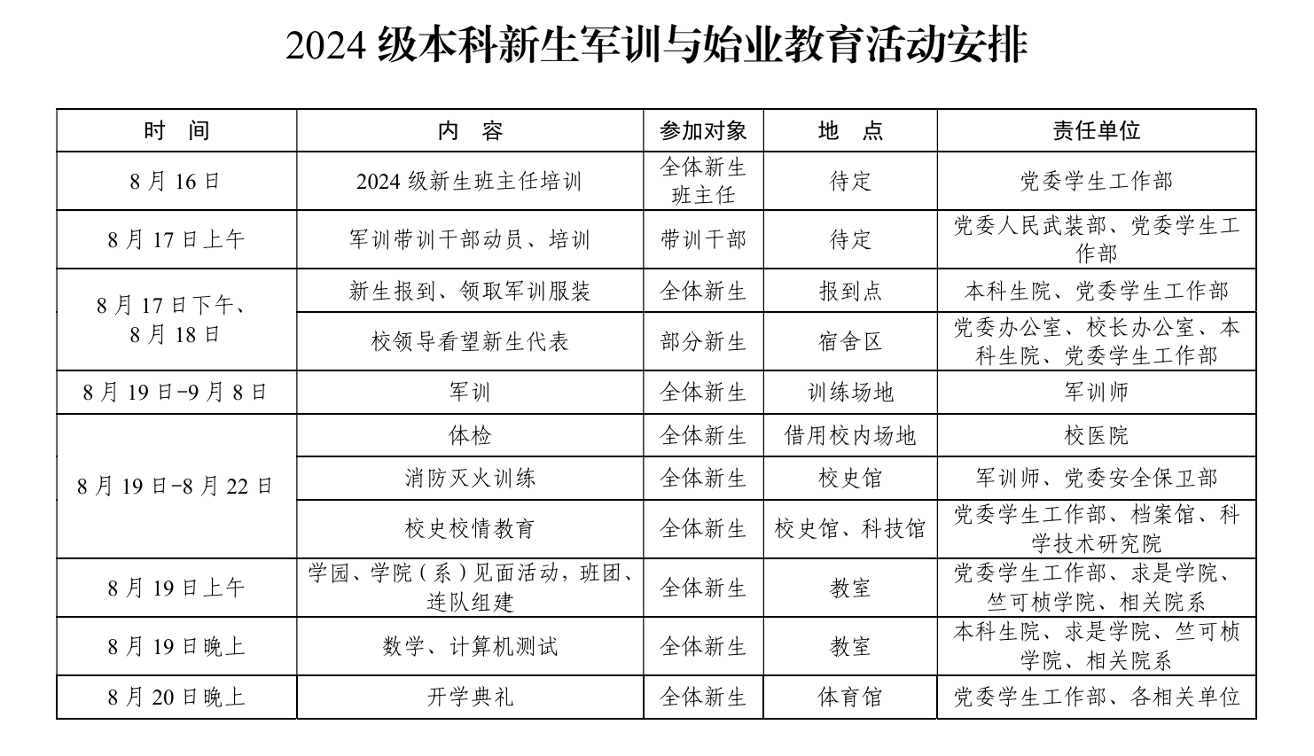 2024 级本科新生军训与始业教育活动安排
时 间 内 容 参加对象 地 点 责任单位
8 月 16 日 2024 级新生班主任培训 全体新生 待定 党委学生工作部
班主任
8 月 17 日上午 军训带训干部动员、培训 带训干部 待定 党委人民武装部、党委学生工
作部
8 月 17 日下午、
8 月 18 日
新生报到、领取军训服装 全体新生 报到点 本科生院、党委学生工作部
校领导看望新生代表 部分新生 宿舍区 党委办公室、校长办公室、本
科生院、党委学生工作部
8 月 19 日-9 月 8 日 军训 全体新生 训练场地 军训师
8 月 19 日-8 月 22 日
体检 全体新生 借用校内场地 校医院
消防灭火训练 全体新生 校史馆 军训师、党委安全保卫部
校史校情教育 全体新生 校史馆、科技馆 党委学生工作部、档案馆、科
学技术研究院
8 月 19 日上午 学园、学院（系）见面活动，班团、 全体新生 教室 党委学生工作部、求是学院、
连队组建 竺可桢学院、相关院系
8 月 19 日晚上 数学、计算机测试 全体新生 教室 本科生院、求是学院、竺可桢
学院、相关院系
8 月 20 日晚上 开学典礼 全体新生 体育馆 党委学生工作部、各相关单位